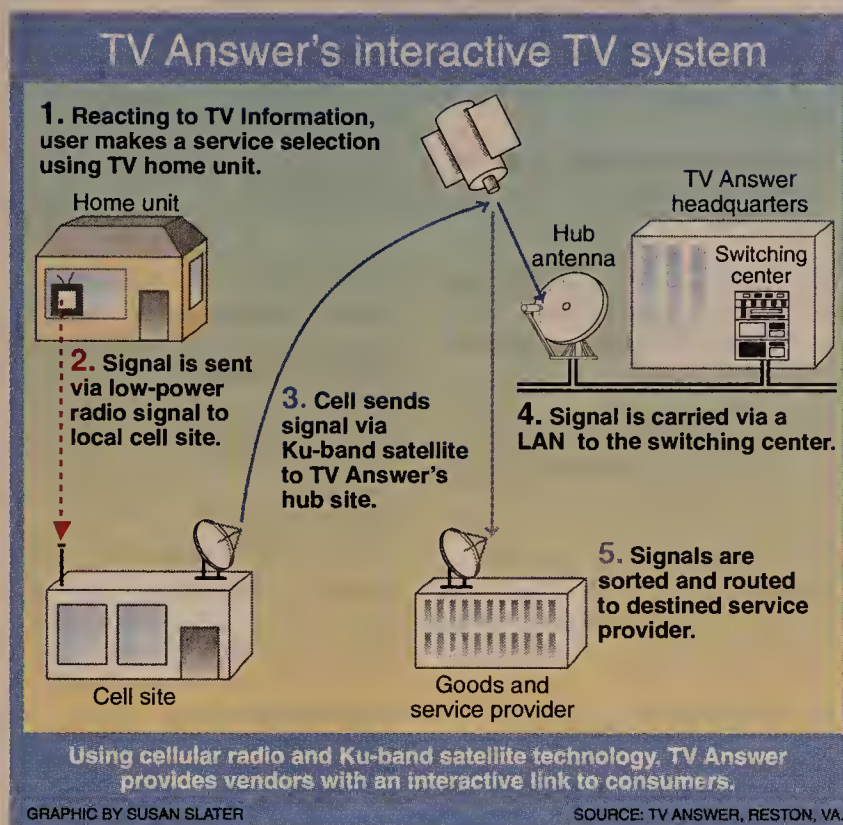 TV Answer's interactive TV system
1. Reacting to TV Information,
user makes a service selection
using TV home unit.
Home unit
2. Signal is sent
via low-power
radio signal to
local cell site.
3. Cell sends
signal via
Ku-band satellite
to TV Answer's
hub site.
Hub
antenna
TV Answer
headquarters
Switching
center
4. Signal is carried via a
LAN to the switching center.
5. Signals are
sorted and routed
to destined service
provider.
Cell site
Goods and
service provider
Using cellular radio and Ku-band satellite technology, TV Answer
provides vendors with an interactive link to consumers.
GRAPHIC BY SUSAN SLATER
SOURCE: TV ANSWER, RESTON, VA.